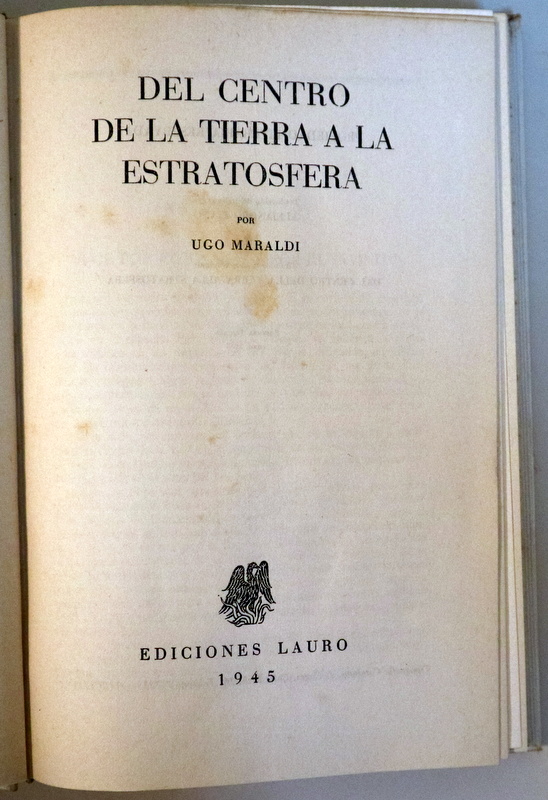 DEL CENTRO
DE LA TIERRA A LA
ESTRATOSFERA
POR
UGO MARALDI
EDICIONES LAURO
1945